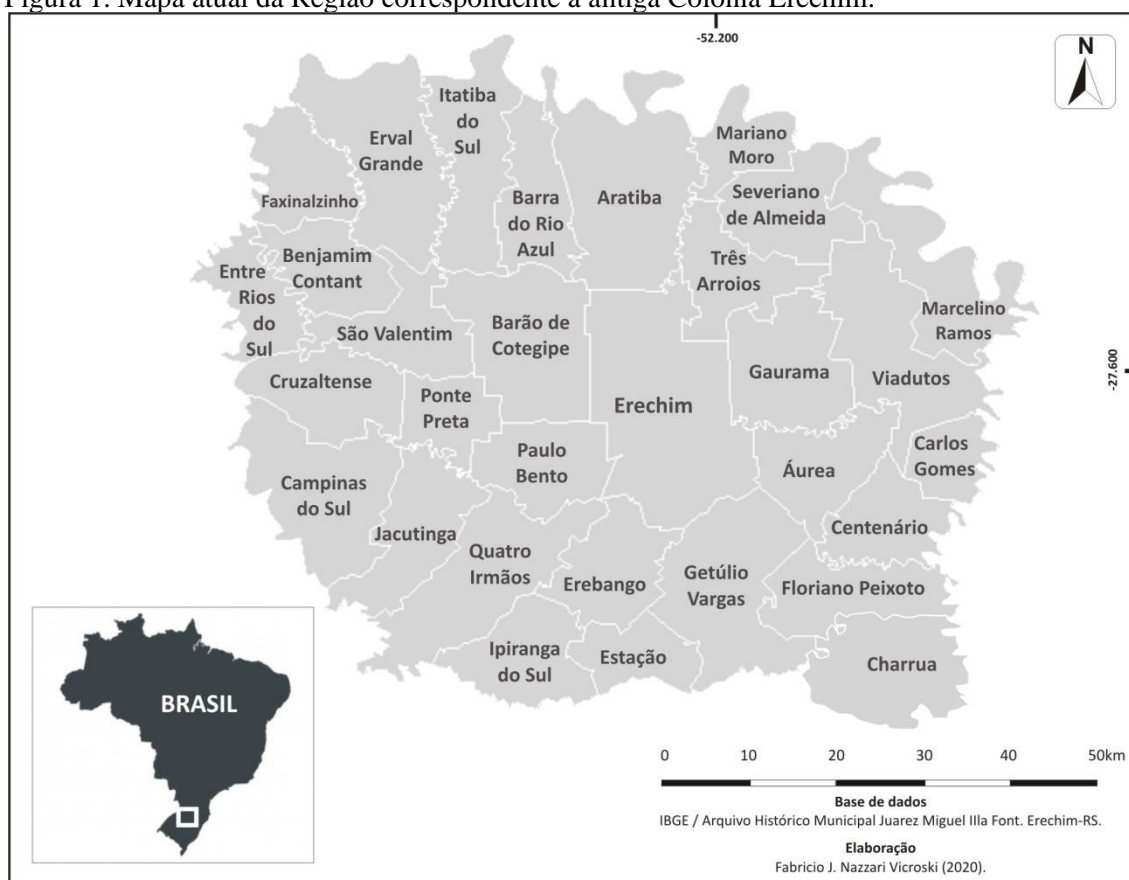 Figura 1: Mapa atual da Região correspondente à antiga Colônia Erechim.
-52.200
N
Itatiba
do
Sul
Erval
Grande
Mariano
Moro
Faxinalzinho
Barra
do Rio
Azul
Aratiba
Severiano
de Almeida
Benjamim
Contant
Três
Arroios
Entre
Rios
do
Sul
São Valentim
Barão de
Cotegipe
Marcelino
Ramos
Cruzaltense
Ponte
Preta
Erechim
Gaurama
Viadutos
-27.600
Paulo
Bento
Áurea
Carlos
Gomes
Campinas
do Sul
Jacutinga
Centenário
Quatro
Irmãos
Erebango
Getúlio
Vargas
Floriano Peixoto
Ipiranga
do Sul
Estação
Charrua
BRASIL
0 10 20 30 40 50km
Base de dados
IBGE / Arquivo Histórico Municipal Juarez Miguel Illa Font. Erechim-RS.
Elaboração
Fabricio J. Nazzari Vicroski (2020).